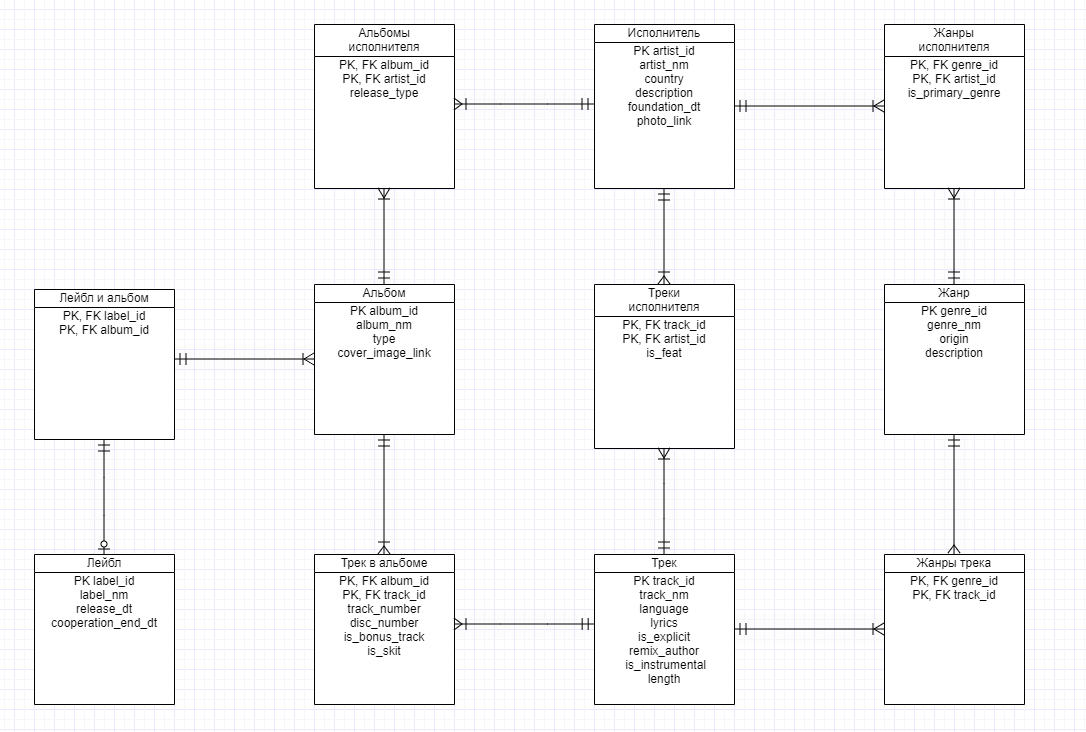 Альбомы
исполнителя
PK, FK album_id
PK, FK artist_id
release_type
Исполнитель
PK artist_id
artist_nm
country
description
foundation_dt
photo_link
Жанры
исполнителя
PK, FK genre_id
PK, FK artist_id
is_primary_genre
Лейбл и альбом
PK, FK label_id
PK, FK album_id
Альбом
PK album_id
album_nm
type
cover_image_link
Треки
исполнителя
PK, FK track_id
PK, FK artist_id
is_feat
Жанр
PK genre_id
genre_nm
origin
description
Лейбл
PK label_id
label_nm
release_dt
cooperation_end_dt
Трек в альбоме
PK, FK album_id
PK, FK track_id
track_number
disc_number
is_bonus_track
is_skit
Трек
PK track_id
track_nm
language
lyrics
is_explicit
remix_author
is_instrumental
length
Жанры трека
PK, FK genre_id
PK, FK track_id